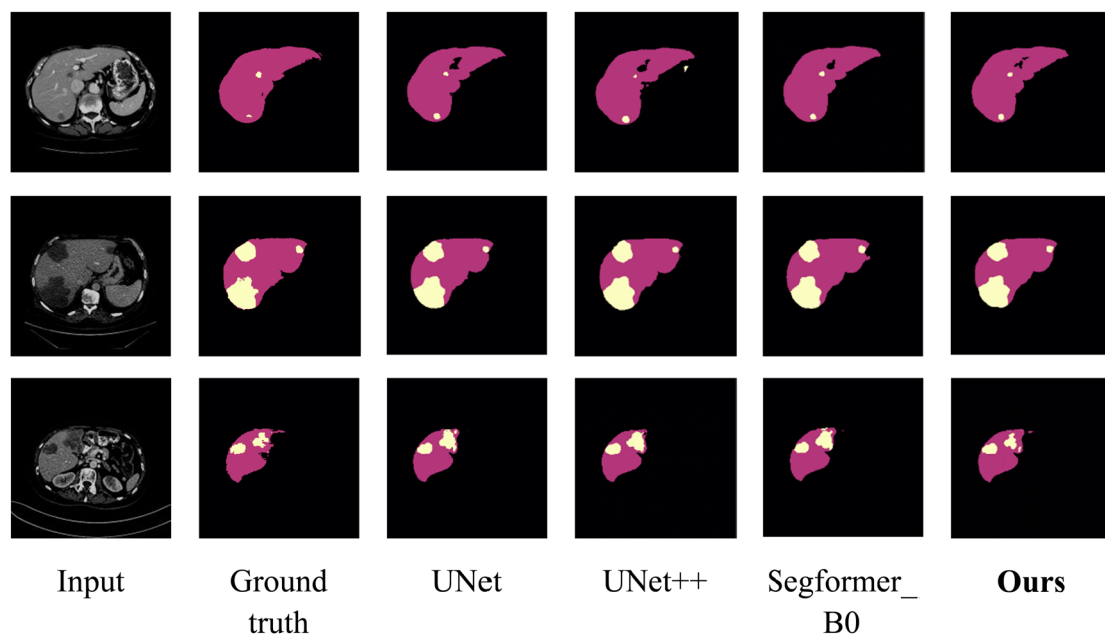 Input
Ground
truth
UNet
UNet++
Segformer_
B0
Ours